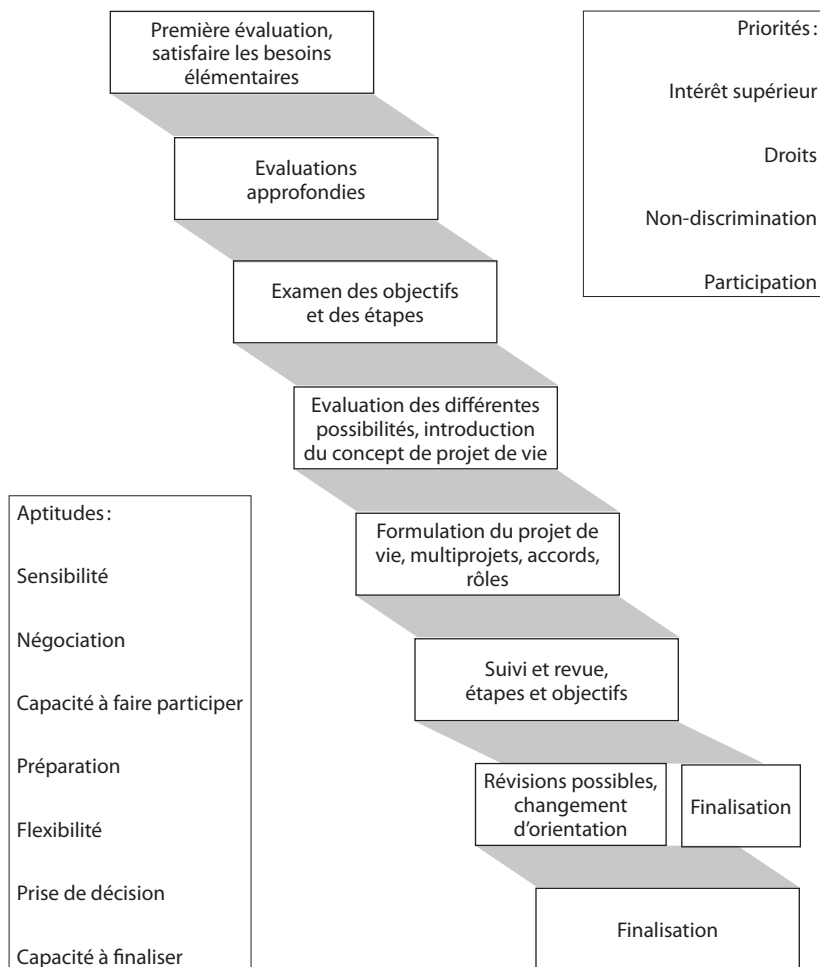 Première évaluation,
satisfaire les besoins
élémentaires
Priorités :
Intérêt supérieur
Droits
Non-discrimination
Participation
Evaluations
approfondies
Examen des objectifs
et des étapes
Evaluation des différentes
possibilités, introduction
du concept de projet de vie
Formulation du projet de
vie, multiprojets, accords,
rôles
Suivi et revue,
étapes et objectifs
Révisions possibles,
changement
d'orientation
Finalisation
Finalisation
Aptitudes :
Sensibilité
Négociation
Capacité à faire participer
Préparation
Flexibilité
Prise de décision
Capacité à finaliser